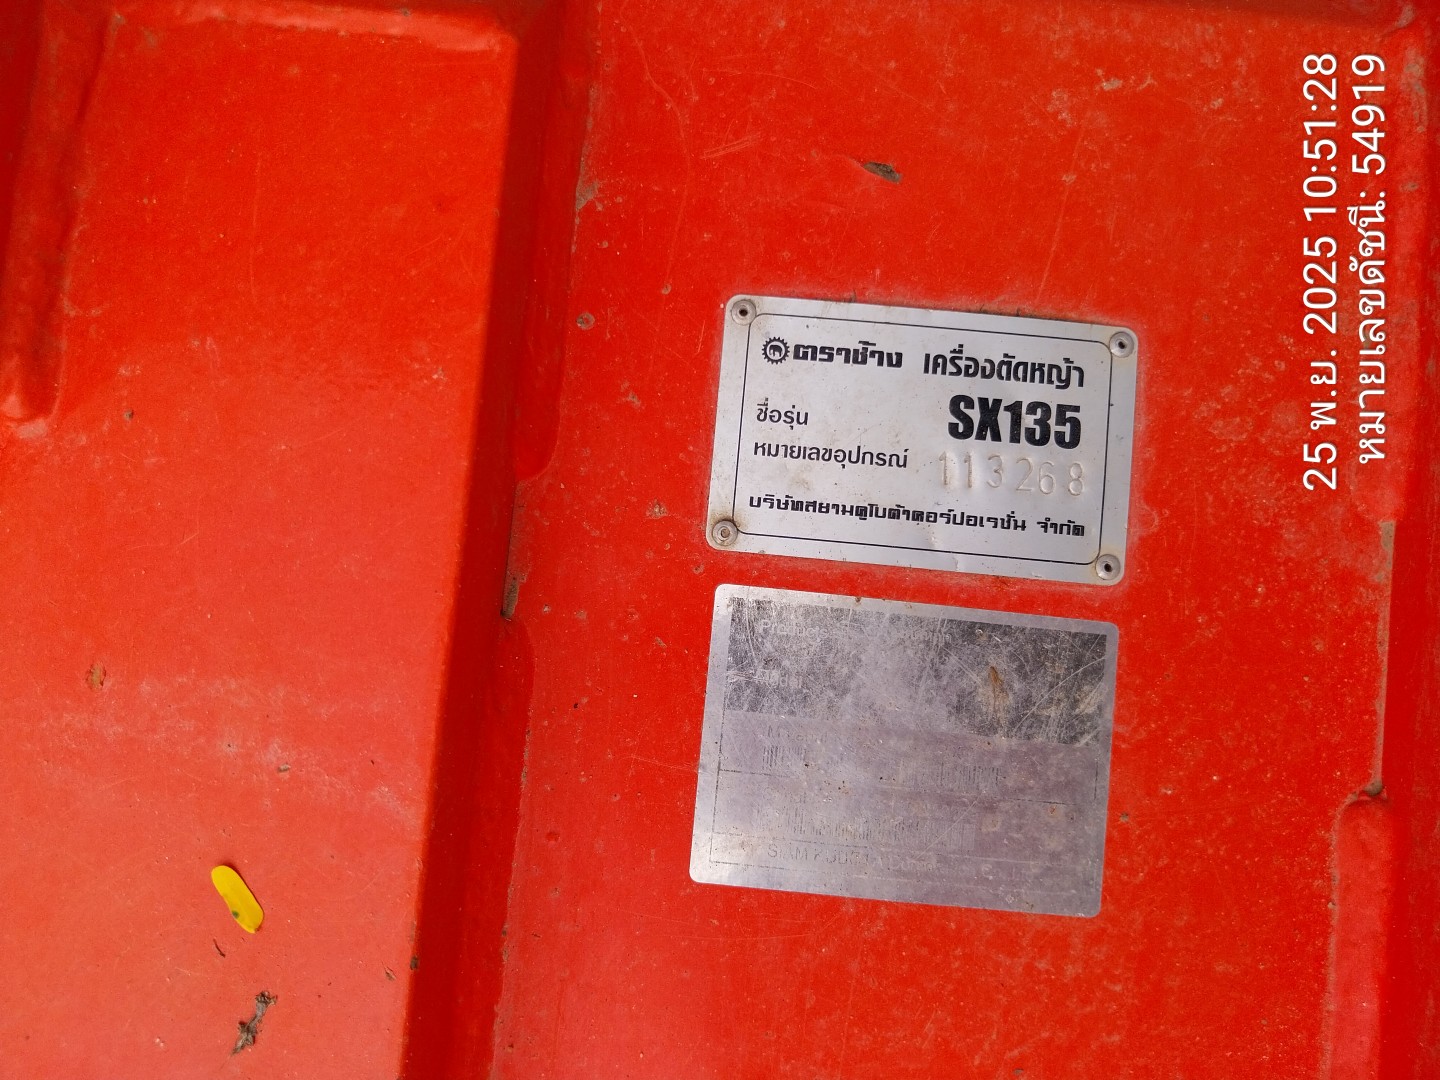 ตราช้าง เครื่องตัดหญ้า
ชื่อรุ่น SX135
หมายเลขอุปกรณ์ 113268
บริษัทสยามคูโบต้าคอร์ปอเรชั่น จำกัด
Product
Model
SIAM
25 พ.ย. 2025 10:51:28
หมายเลขดัชนี: 54919